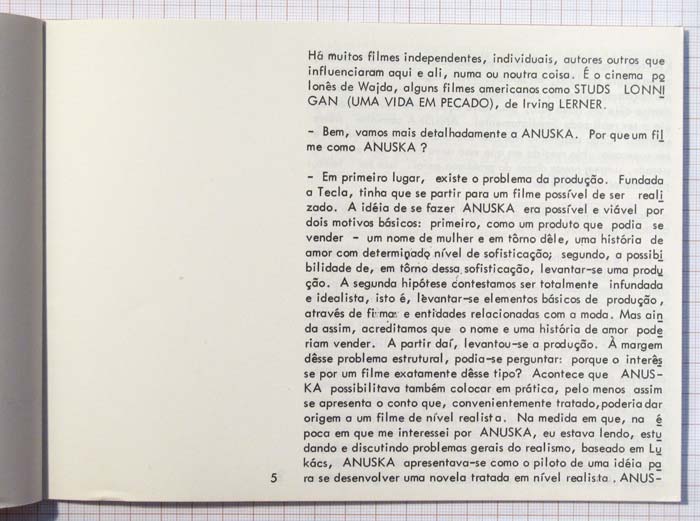 Há muitos filmes independentes, individuais, autores outros que
influenciaram aqui e ali, numa ou noutra coisa. É o cinema po
lonês de Wajda, alguns filmes americanos como STUDS LONNI
GAN (UMA VIDA EM PECADO), de Irving LERNER.
- Bem, vamos mais detalhadamente a ANUSKA. Por que um fil
me como ANUSKA ?
- Em primeiro lugar, existe o problema da produção. Fundada
a Tecla, tinha que se partir para um filme possível de ser reali
zado. A idéia de se fazer ANUSKA era possível e viável por
dois motivos básicos: primeiro, como um produto que podia se
vender - um nome de mulher e em tôrno dêle, uma história de
amor com determinado nível de sofisticação; segundo, a possibi
bilidade de, em tôrno dessa sofisticação, levantar-se uma produ
ção. A segunda hipótese contestamos ser totalmente infundada
e idealista, isto é, levantar-se elementos básicos de produção,
através de firmas e entidades relacionadas com a moda. Mas ain
da assim, acreditamos que o nome e uma história de amor pode
riam vender. A partir daí, levantou-se a produção. À margem
dêsse problema estrutural, podia-se perguntar: porque o interês
se por um filme exatamente dêsse tipo? Acontece que ANUS-
KA possibilitava também colocar em prática, pelo menos assim
se apresenta o conto que, convenientemente tratado, poderia dar
origem a um filme de nível realista. Na medida em que, na é
poca em que me interessei por ANUSKA, eu estava lendo, estu
dando e discutindo problemas gerais do realismo, baseado em Lu
kács, ANUSKA apresentava-se como o piloto de uma idéia pa
ra se desenvolver uma novela tratada em nível realista . ANUS-
5